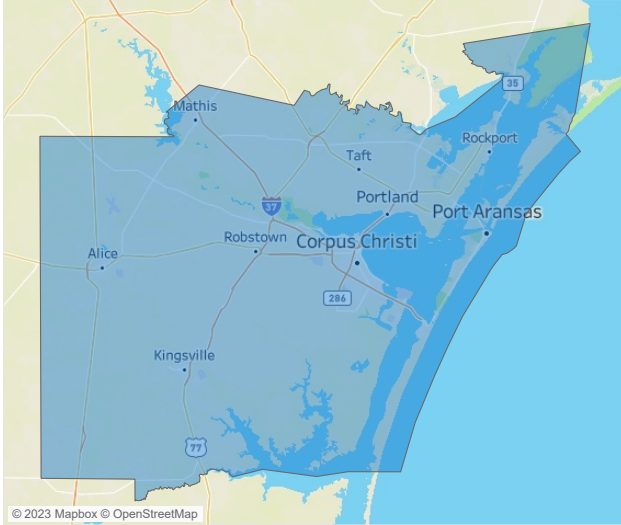 Mathis
35
Rockport
Taft
Portland
37
Port Aransas
Robstown
Corpus Christi
Alice
286
Kingsville
77
© 2023 Mapbox © OpenStreetMap